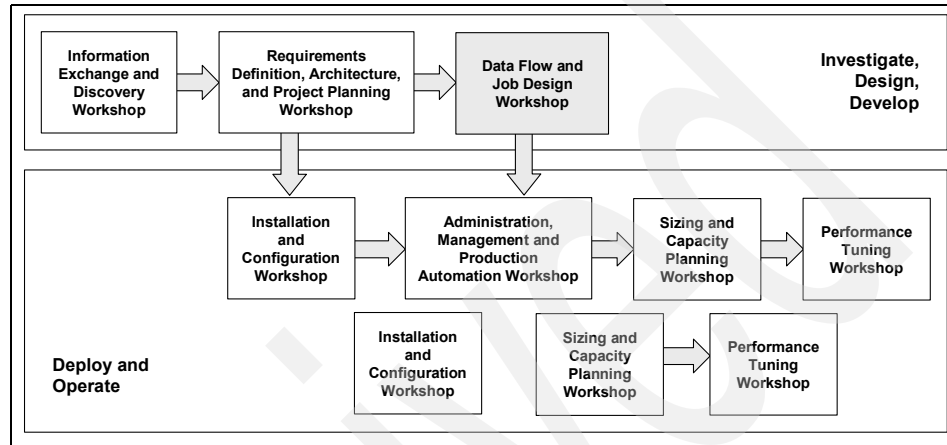 Information
Exchange and
Discovery
Workshop
Requirements
Definition, Architecture,
and Project Planning
Workshop
Data Flow and
Job Design
Workshop
Investigate,
Design,
Develop
Installation
and
Configuration
Workshop
Administration,
Management and
Production
Automation Workshop
Sizing and
Capacity
Planning
Workshop
Performance
Tuning
Workshop
Deploy and
Operate
Installation
and
Configuration
Workshop
Sizing and
Capacity
Planning
Workshop
Performance
Tuning
Workshop